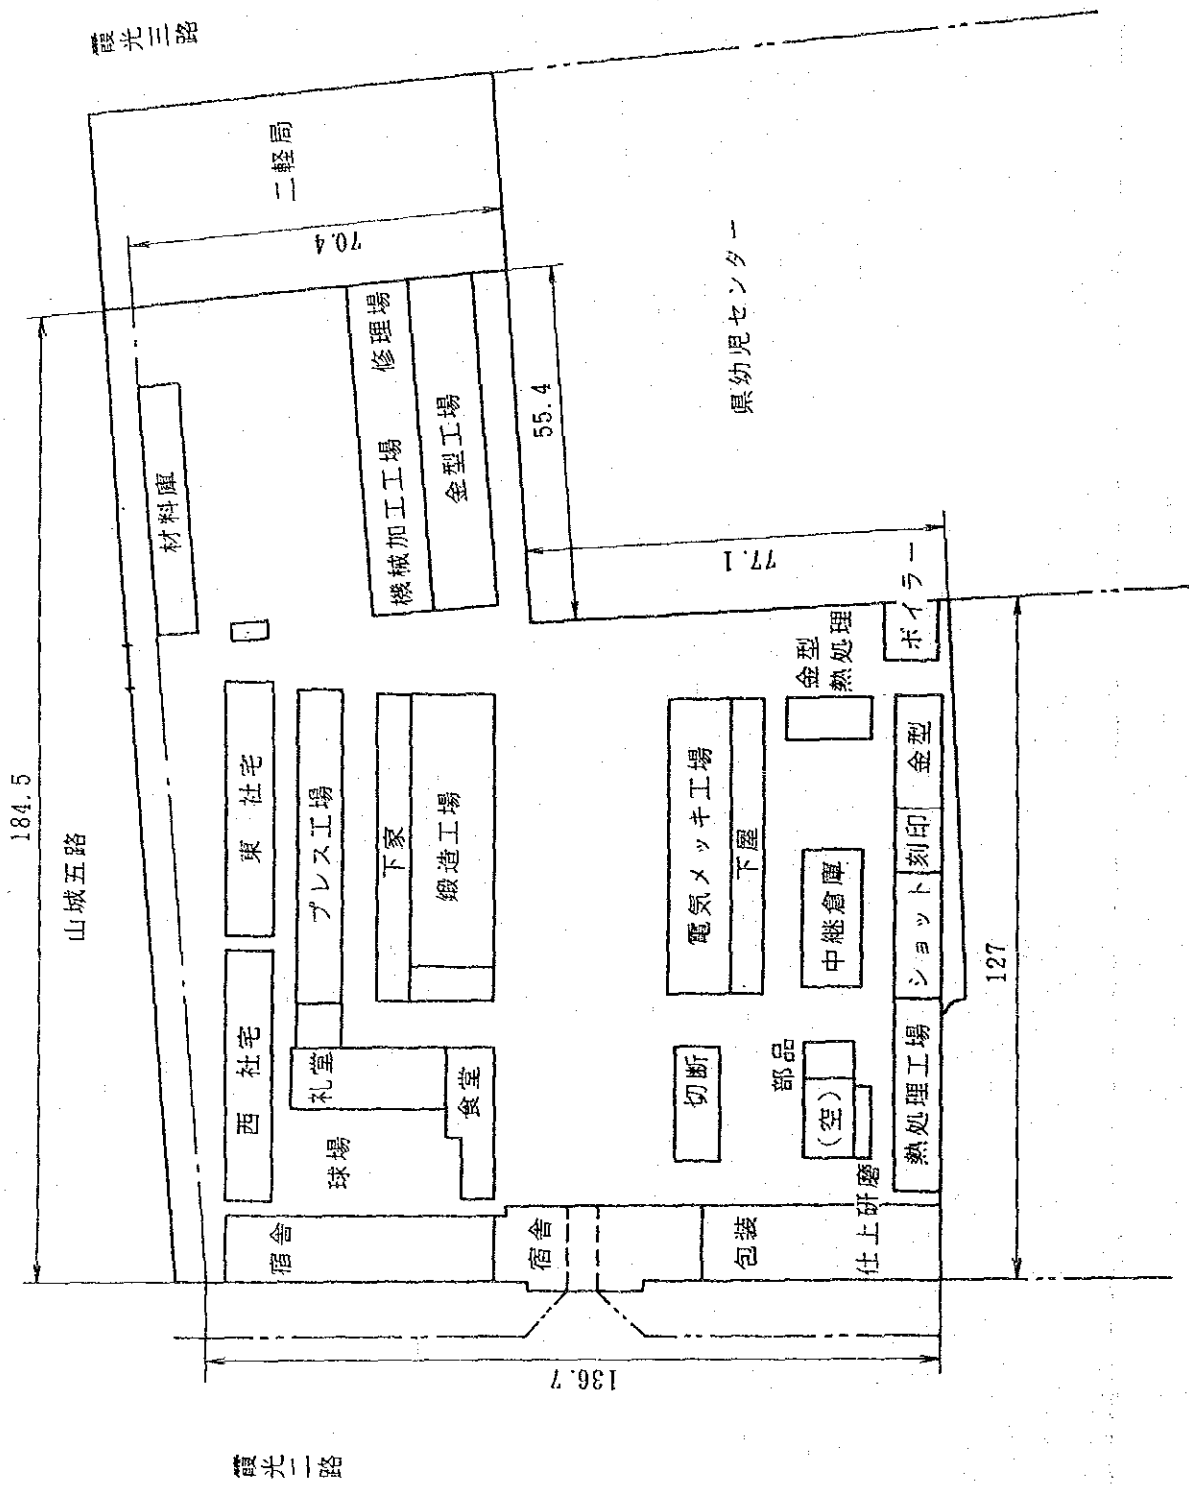 霞光三路
二軽局
70.4
184.5
山城五路
材料庫
修理場
機械加工工場
金型工場
55.4
県幼児センター
77.1
ボイラー
金型
熱処理
東 社宅
プレス工場
下家
鍛造工場
電気メッキ工場
下屋
中継倉庫
金型
刻印
ショット
熱処理工場
127
西 社宅
礼堂
食堂
球場
切断
部品
(空)
宿舎
宿舎
包装
仕上研磨
136.7
霞光二路